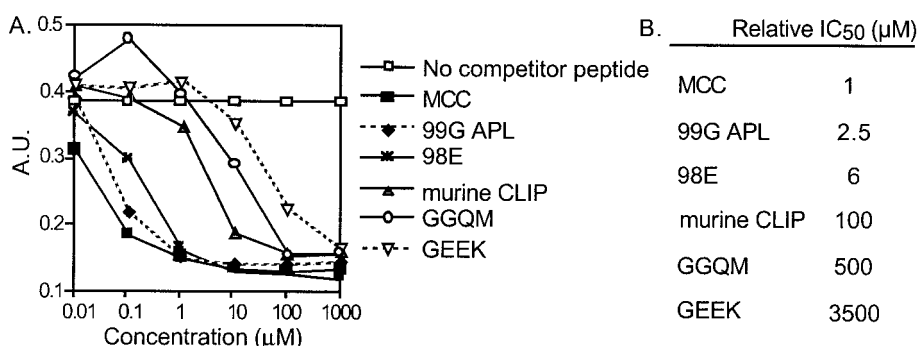 A.
0.5
0.4
0.3
0.2
0.1
A.U.
0.01 0.1 1 10 100 1000
Concentration (μM)
No competitor peptide
MCC
99G APL
98E
murine CLIP
GGQM
GEEK
B.
Relative IC50 (μM)
MCC 1
99G APL 2.5
98E 6
murine CLIP 100
GGQM 500
GEEK 3500